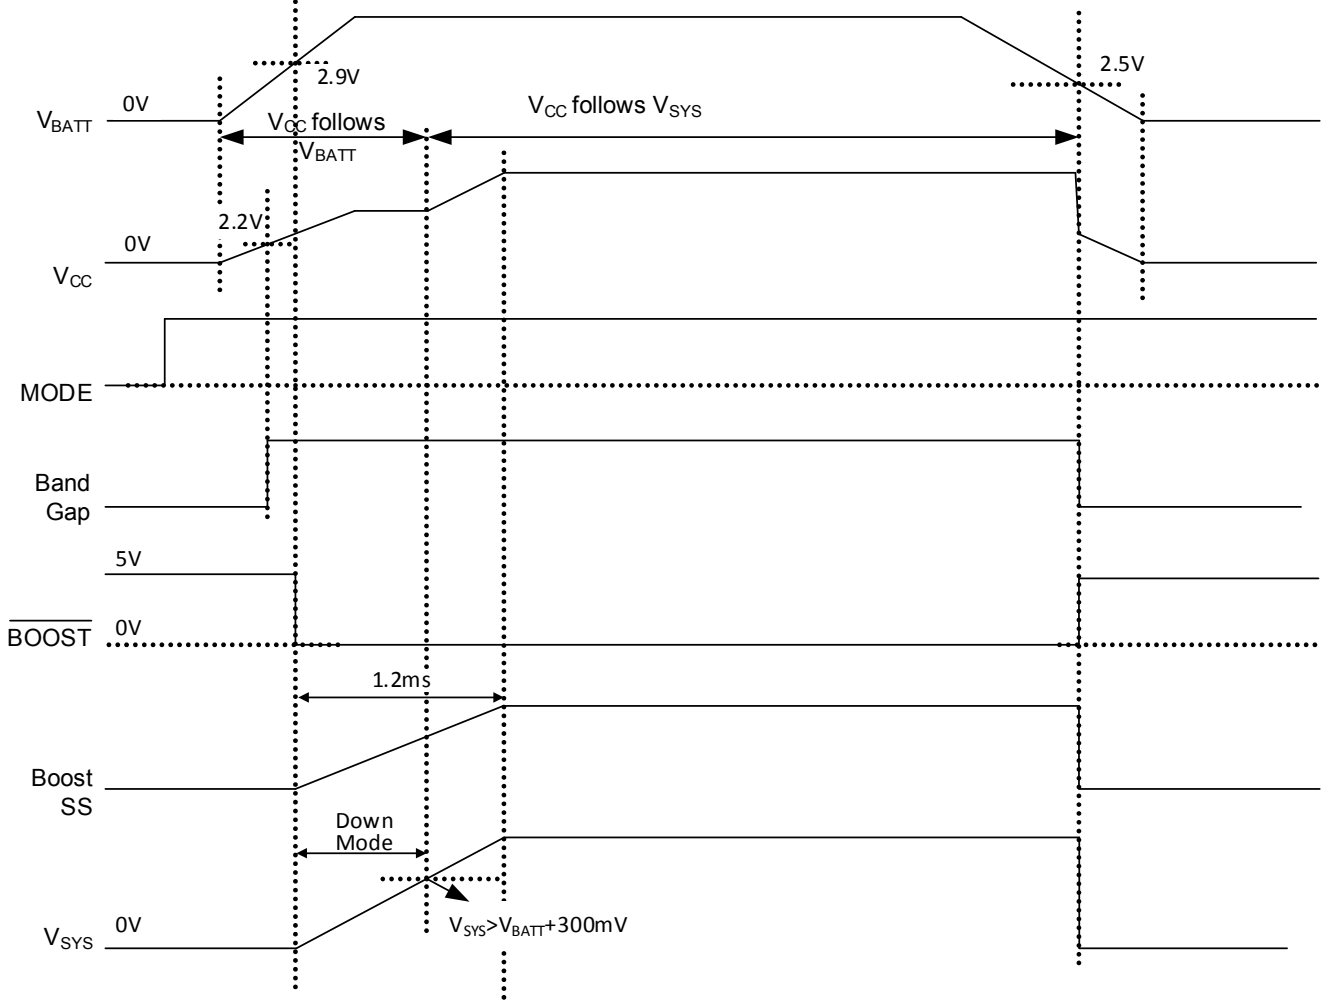 2.9V
2.5V
0V
VBATT
VCC follows
VBATT
VCC follows VSYS
2.2V
0V
VCC
MODE
Band
Gap
5V
BOOST
0V
1.2ms
Boost
SS
Down
Mode
0V
VSYS
VSYS>VBATT+300mV